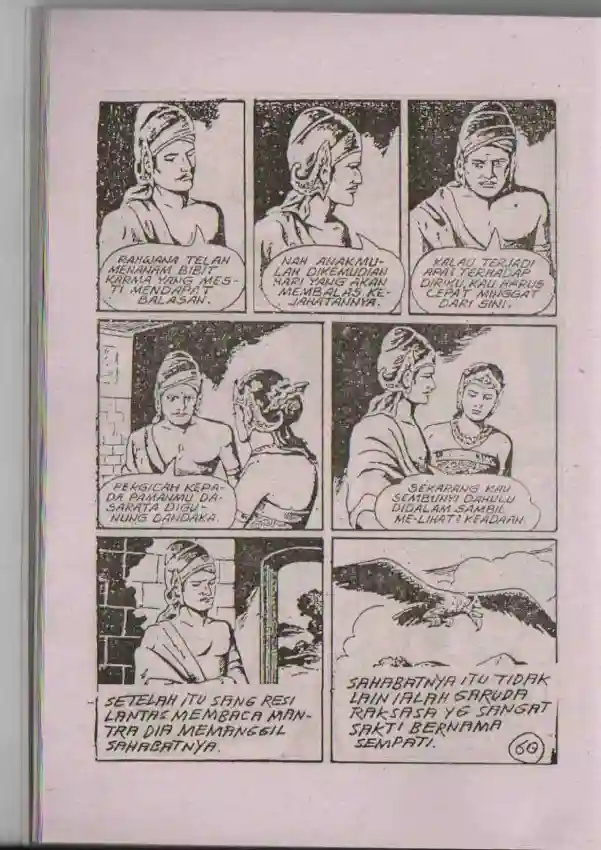 RAHWANA TELAH
MENANAM BIBIT
KARMA YANG MES-
TI MENDAPAT
BALASAN.
NAH ANAKMU-
LAH DIKEMUDIAN
HARI YANG AKAN
MEMBALAS KE-
JAHATANNYA.
KALAU TERJADI
APA² TERHADAP
DIRIKU, KAU HARUS
CEPAT MINGGAT
DARI SINI.
PERGILAH KEPA-
DA PAMANMU DA-
SARATA DIGU-
NUNG DANDAKA.
SEKARANG KAU
SEMBUNYI DAHULU
DIDALAM SAMBIL
ME-LIHAT² KEADAAN.
SETELAH ITU SANG RESI
LANTAS MEMBACA MAN-
TRA DIA MEMANGGIL
SAHABATNYA.
SAHABATNYA ITU TIDAK
LAIN IALAH GARUDA
RAKSASA YG SANGAT
SAKTI BERNAMA
SEMPATI.
60